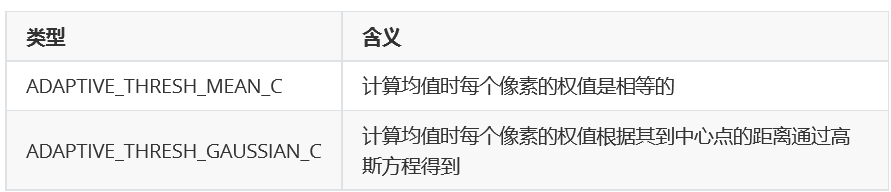 类型 含义
ADAPTIVE_THRESH_MEAN_C 计算均值时每个像素的权值是相等的
ADAPTIVE_THRESH_GAUSSIAN_C 计算均值时每个像素的权值根据其到中心点的距离通过高
斯方程得到